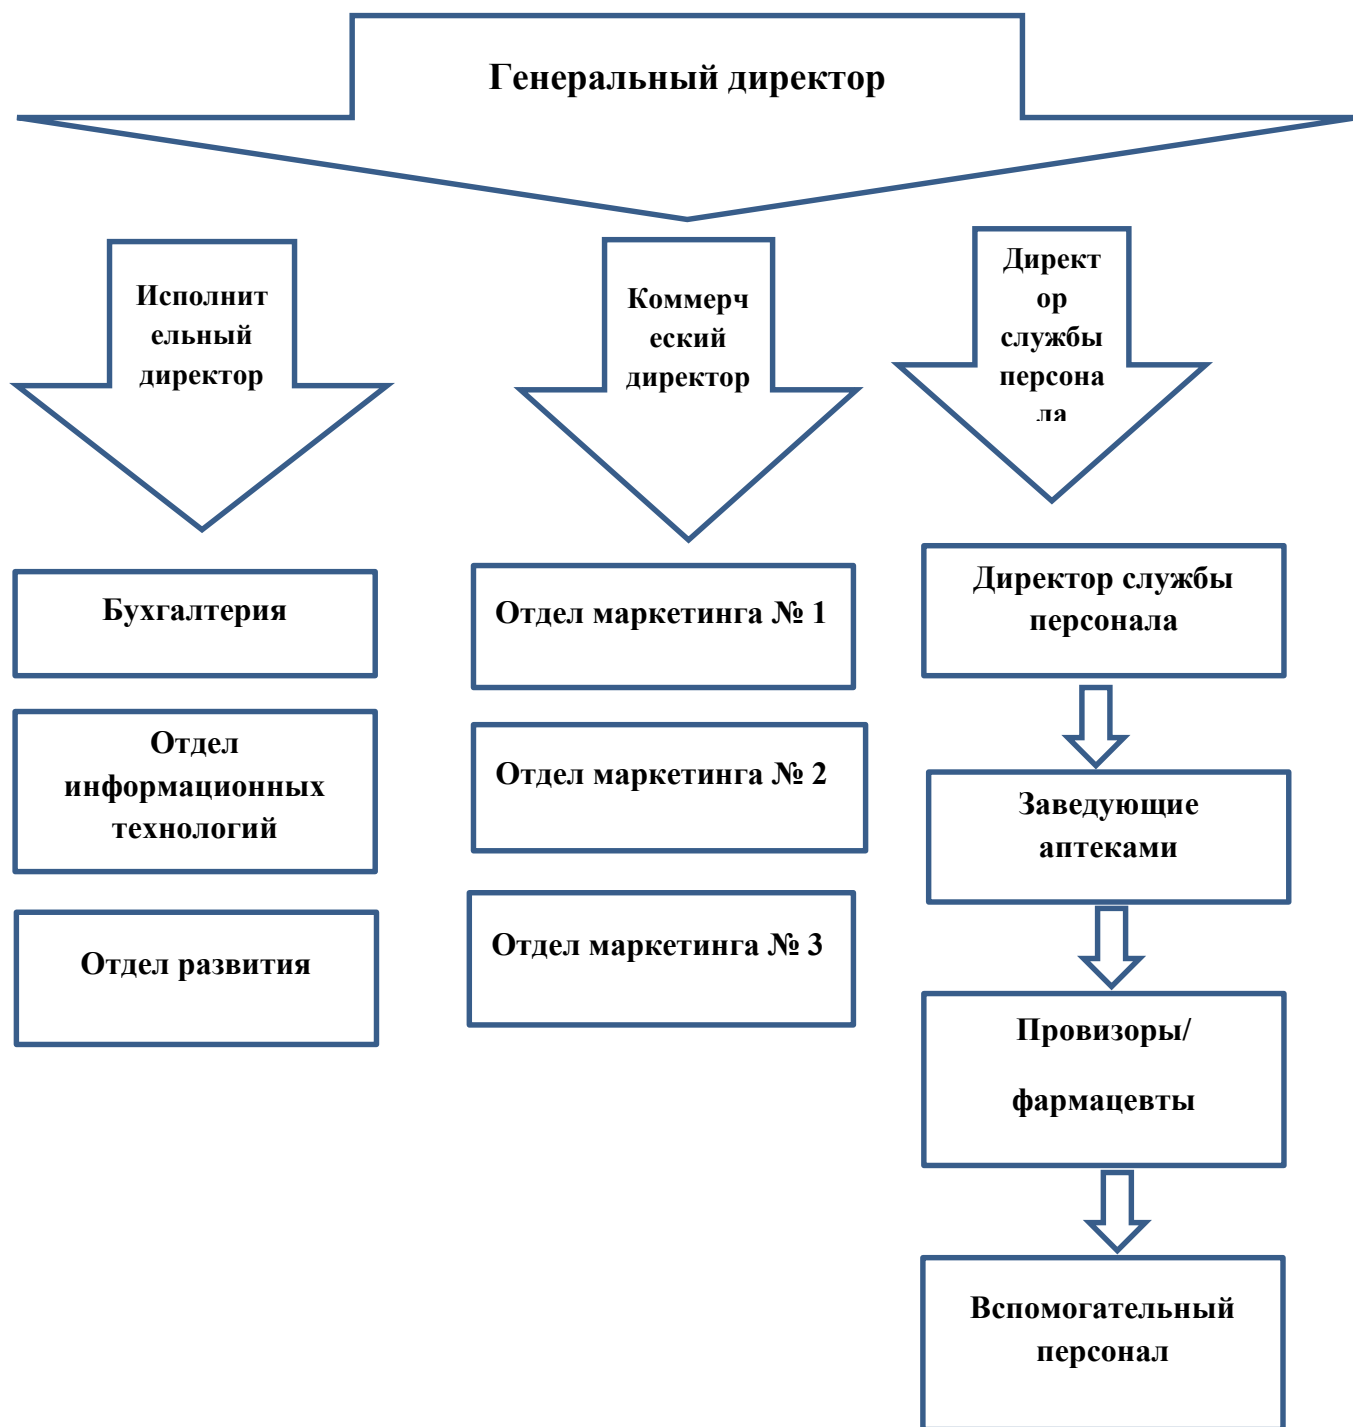 Генеральный директор
Исполнит
ельный
директор
Коммерч
еский
директор
Директ
ор
службы
персона
ла
Бухгалтерия
Отдел
информационных
технологий
Отдел развития
Отдел маркетинга № 1
Отдел маркетинга № 2
Отдел маркетинга № 3
Директор службы
персонала
Заведующие
аптеками
Провизоры/
фармацевты
Вспомогательный
персонал